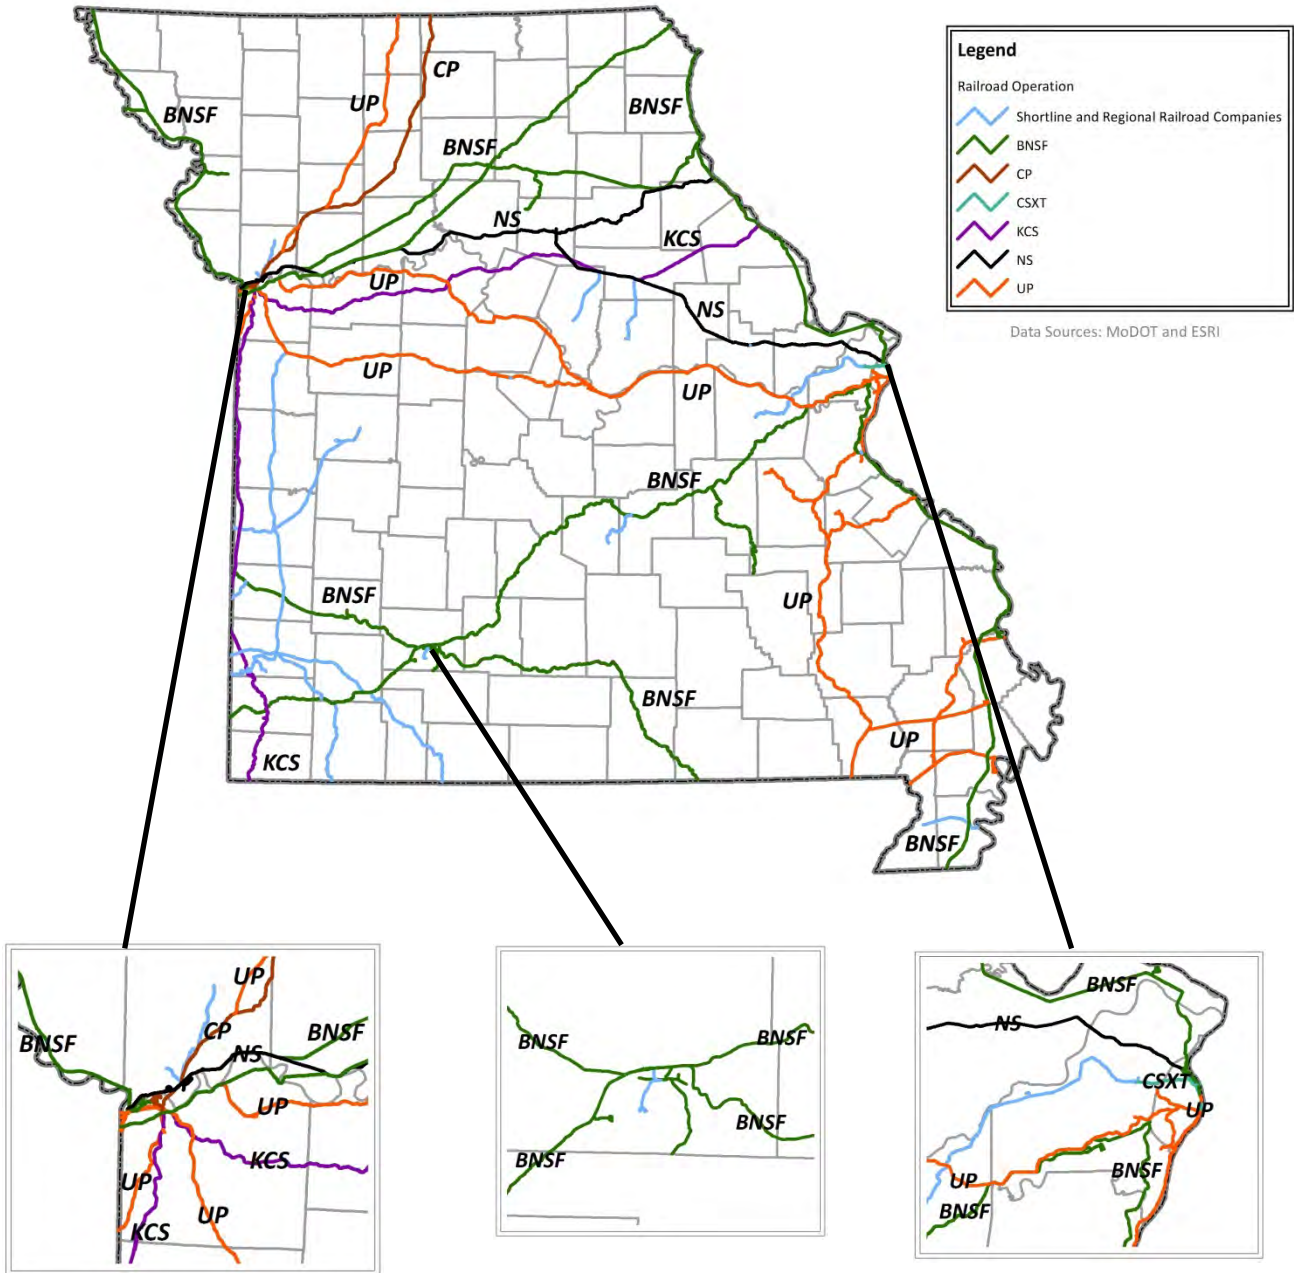 Legend
Railroad Operation
Shortline and Regional Railroad Companies
BNSF
CP
CSXT
KCS
NS
UP
Data Sources: MoDOT and ESRI
CP
UP
BNSF
BNSF
BNSF
NS
KCS
UP
NS
UP
UP
BNSF
BNSF
UP
BNSF
UP
KCS
BNSF
UP
CP
BNSF
BNSF
NS
UP
KCS
UP
UP
KCS
BNSF
BNSF
BNSF
BNSF
BNSF
NS
CSXT
UP
BNSF
UP
BNSF